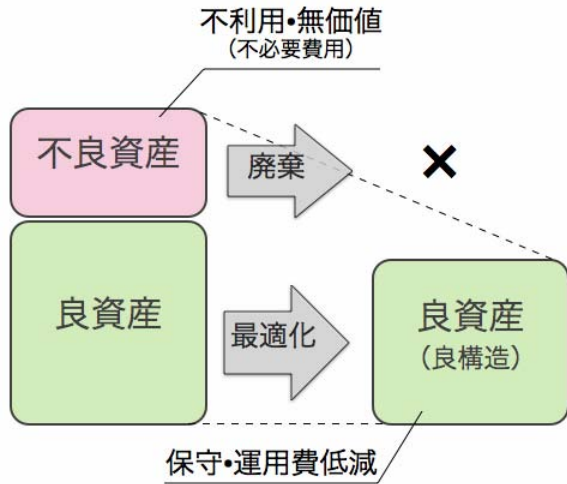 不利用•無価値
（不必要費用）
不良資産
廃棄
×
良資産
最適化
良資産
（良構造）
保守•運用費低減